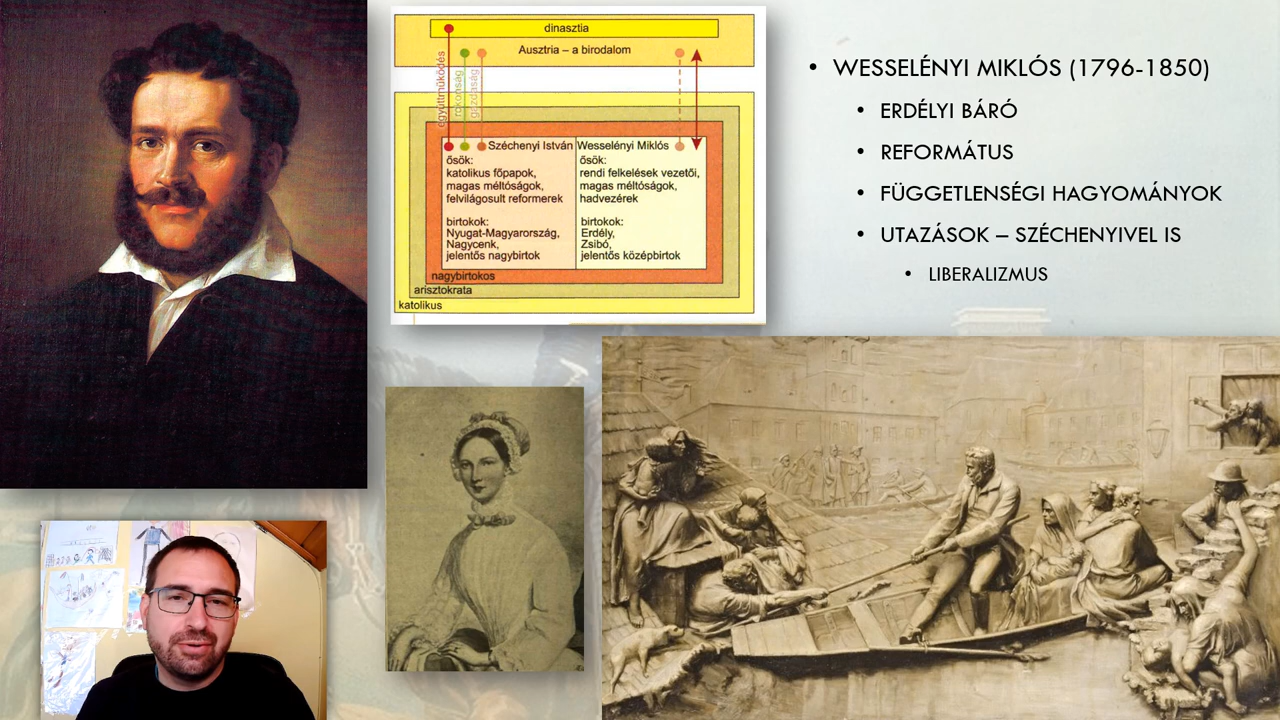 dinasztia
Ausztria – a birodalom
együttműködés
rokonság
gazdaság
Széchenyi István
ősök:
katolikus főpapok,
magas méltóságok,
felvilágosult reformerek
birtokok:
Nyugat-Magyarország,
Nagycenk,
jelentős nagybirtok
Wesselényi Miklós
ősök:
rendi felkelések vezetői,
magas méltóságok,
hadvezérek
birtokok:
Erdély,
Zsibó,
jelentős középbirtok
nagybirtokos
arisztokrata
katolikus
• WESSELÉNYI MIKLÓS (1796-1850)
• ERDÉLYI BÁRÓ
• REFORMÁTUS
• FÜGGETLENSÉGI HAGYOMÁNYOK
• UTAZÁSOK – SZÉCHENYIVEL IS
• LIBERALIZMUS